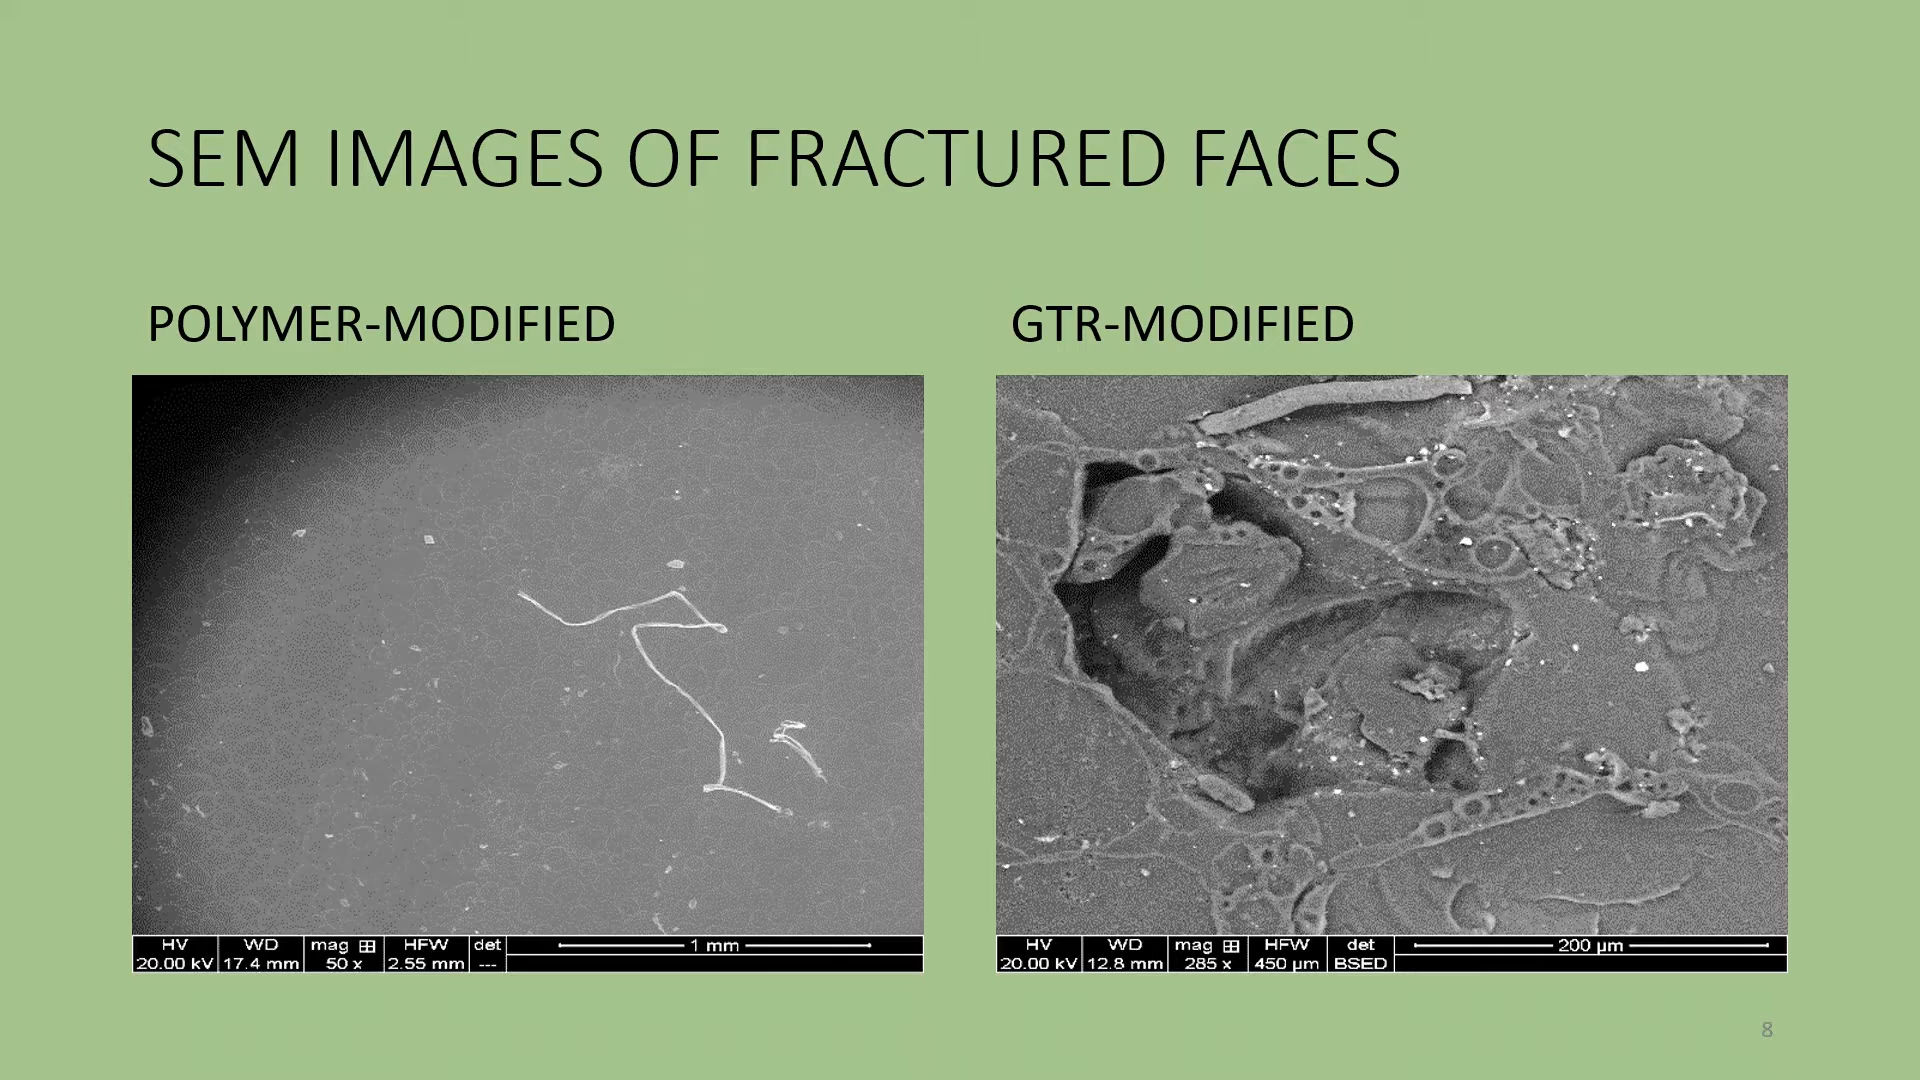 SEM IMAGES OF FRACTURED FACES
POLYMER-MODIFIED
GTR-MODIFIED
HV WD mag HFW det 1 mm
20.00 kV 17.4 mm 50 x 2.55 mm ---
HV WD mag HFW det 200 µm
20.00 kV 12.8 mm 285 x 450 µm BSED
8